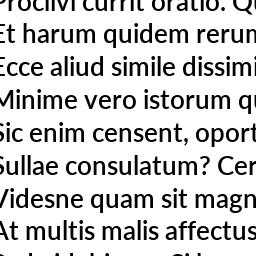 Proclivi currit oratio. Qu
Et harum quidem rerum
Ecce aliud simile dissimi
Minime vero istorum q
Sic enim censent, oport
Sullae consulatum? Cer
Videsne quam sit magn
At multis malis affectus